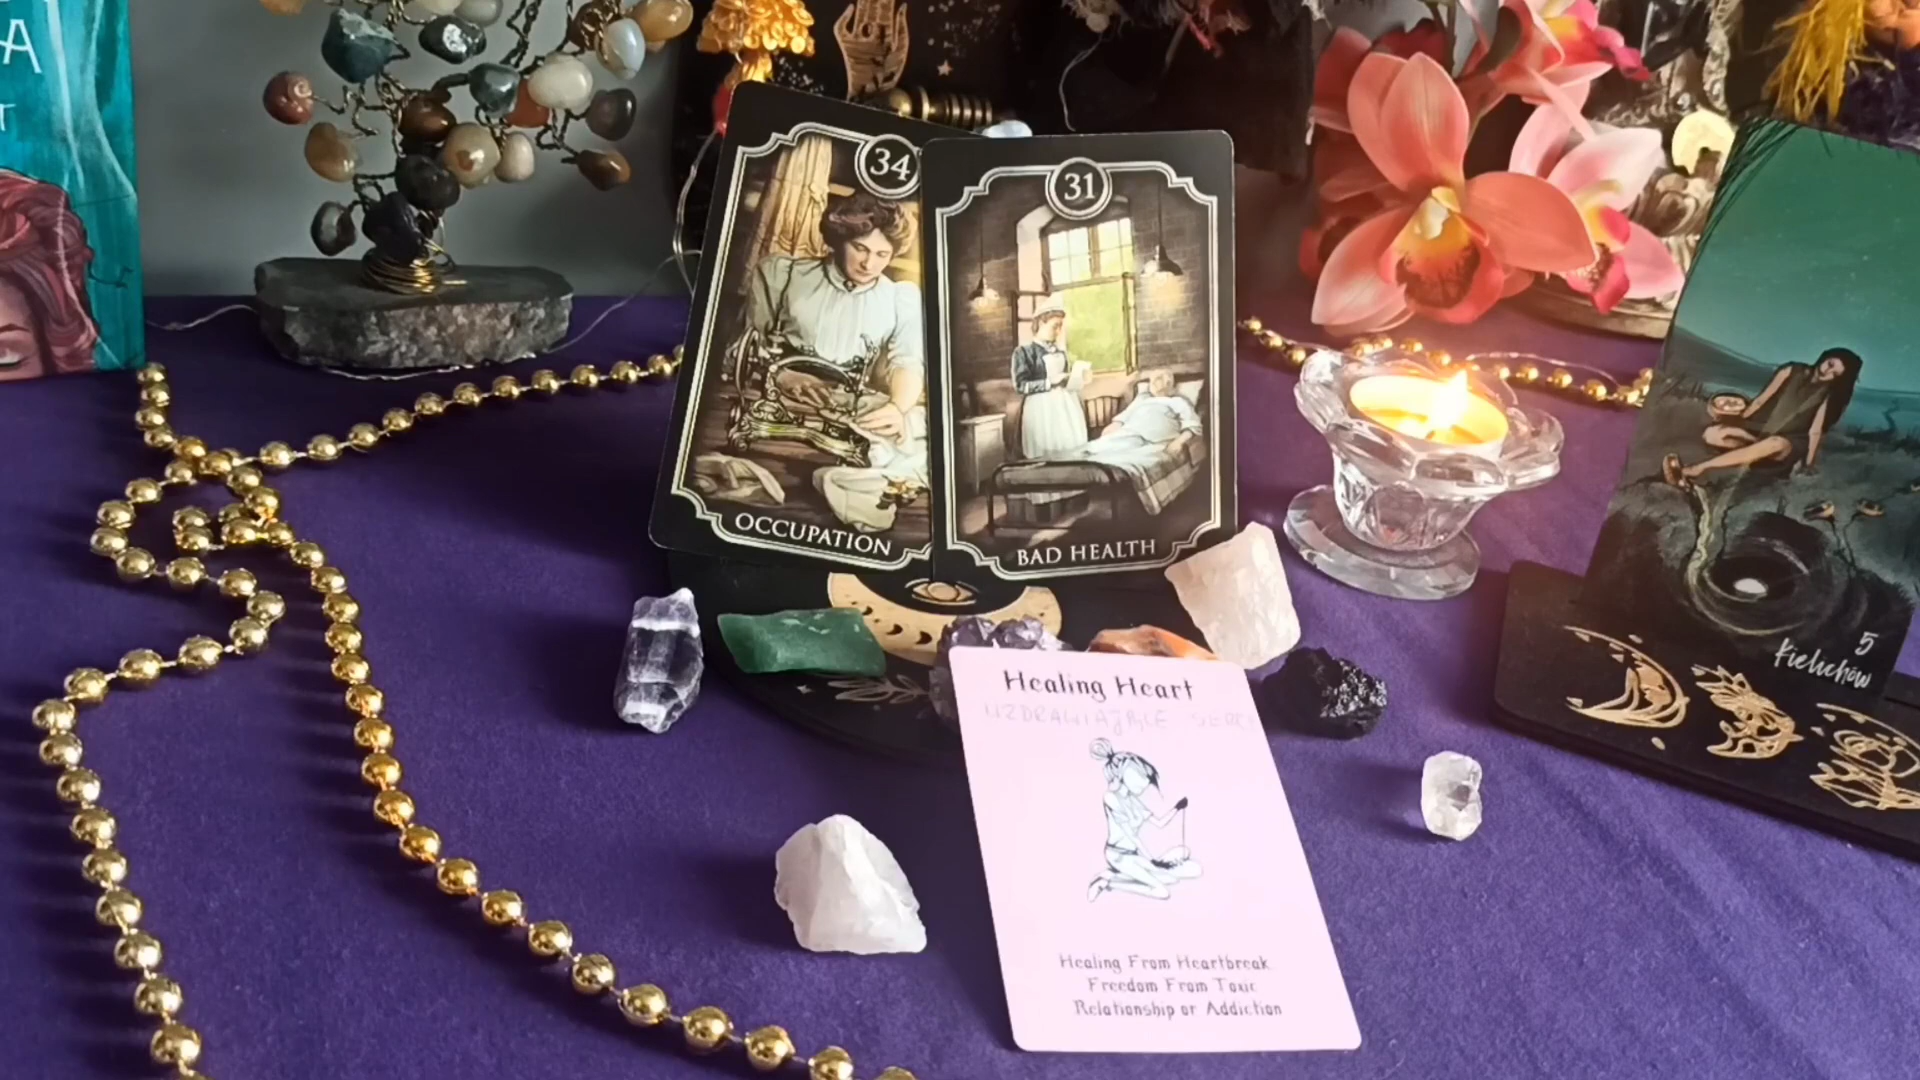 A
T
34
OCCUPATION
31
BAD HEALTH
Healing Heart
UZDRAWIAJĄCE SERC
Healing From Heartbreak
Freedom From Toxic
Relationship or Addiction
5
Kielichów